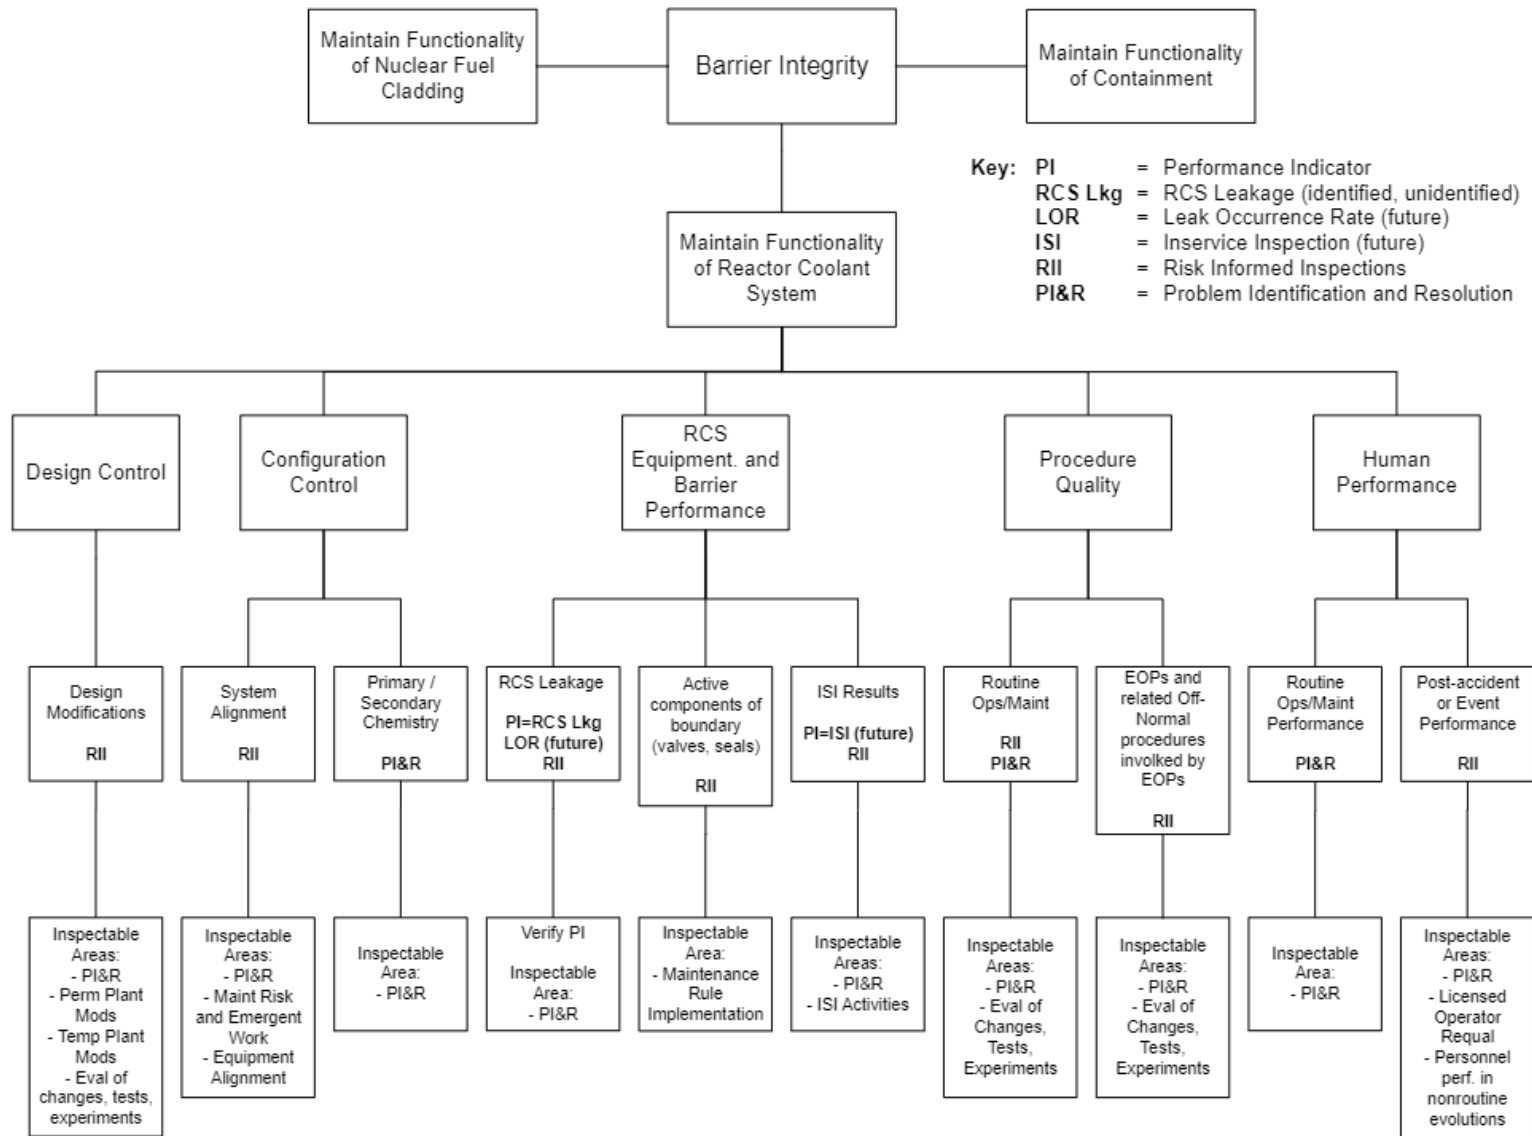 Maintain Functionality
of Nuclear Fuel
Cladding
Barrier Integrity
Maintain Functionality
of Containment
Key: PI = Performance Indicator
RCS Lkg = RCS Leakage (identified, unidentified)
LOR = Leak Occurrence Rate (future)
ISI = Inservice Inspection (future)
RII = Risk Informed Inspections
PI&R = Problem Identification and Resolution
Maintain Functionality
of Reactor Coolant
System
Design Control
Configuration
Control
RCS
Equipment. and
Barrier
Performance
Procedure
Quality
Human
Performance
Design
Modifications
RII
System
Alignment
RII
Primary /
Secondary
Chemistry
PI&R
RCS Leakage
PI=RCS Lkg
LOR (future)
RII
Active
components of
boundary
(valves, seals)
RII
ISI Results
PI=ISI (future)
RII
Routine
Ops/Maint
RII
PI&R
EOPs and
related Off-
Normal
procedures
involked by
EOPs
RII
Routine
Ops/Maint
Performance
PI&R
Post-accident
or Event
Performance
RII
Inspectable
Areas:
- PI&R
- Perm Plant
Mods
- Temp Plant
Mods
- Eval of
changes, tests,
experiments
Inspectable
Areas:
- PI&R
- Maint Risk
and Emergent
Work
- Equipment
Alignment
Inspectable
Area:
- PI&R
Verify PI
Inspectable
Area:
- PI&R
Inspectable
Area:
- Maintenance
Rule
Implementation
Inspectable
Areas:
- PI&R
- ISI Activities
Inspectable
Areas:
- PI&R
- Eval of
Changes,
Tests,
Experiments
Inspectable
Areas:
- PI&R
- Eval of
Changes,
Tests,
Experiments
Inspectable
Area:
- PI&R
Inspectable
Areas:
- PI&R
- Licensed
Operator
Requal
- Personnel
perf. in
nonroutine
evolutions